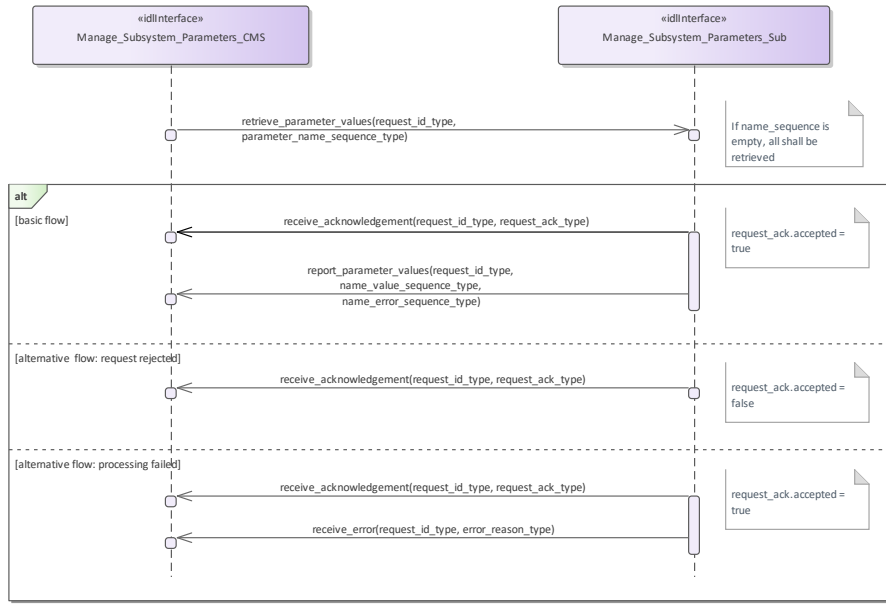 «idlInterface»
Manage_Subsystem_Parameters_CMS
«idlInterface»
Manage_Subsystem_Parameters_Sub
retrieve_parameter_values(request_id_type,
parameter_name_sequence_type)
If name_sequence is
empty, all shall be
retrieved
alt
[basic flow]
receive_acknowledgement(request_id_type, request_ack_type)
request_ack.accepted =
true
report_parameter_values(request_id_type,
name_value_sequence_type,
name_error_sequence_type)
[alternative flow: request rejected]
receive_acknowledgement(request_id_type, request_ack_type)
request_ack.accepted =
false
[alternative flow: processing failed]
receive_acknowledgement(request_id_type, request_ack_type)
request_ack.accepted =
true
receive_error(request_id_type, error_reason_type)